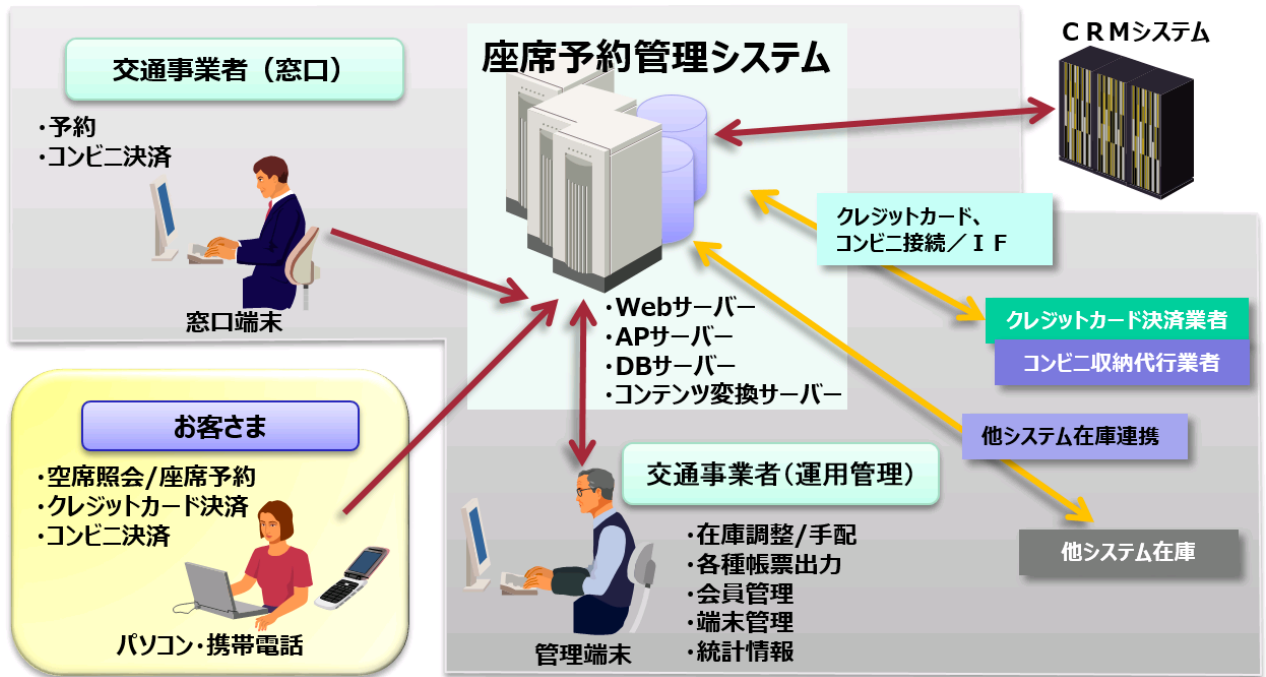 交通事業者（窓口）
・予約
・コンビニ決済
窓口端末
座席予約管理システム
・Webサーバー
・APサーバー
・DBサーバー
・コンテンツ変換サーバー
ＣＲＭシステム
クレジットカード、
コンビニ接続／ＩＦ
クレジットカード決済業者
コンビニ収納代行業者
他システム在庫連携
他システム在庫
お客さま
・空席照会/座席予約
・クレジットカード決済
・コンビニ決済
パソコン・携帯電話
交通事業者（運用管理）
・在庫調整/手配
・各種帳票出力
・会員管理
・端末管理
・統計情報
管理端末